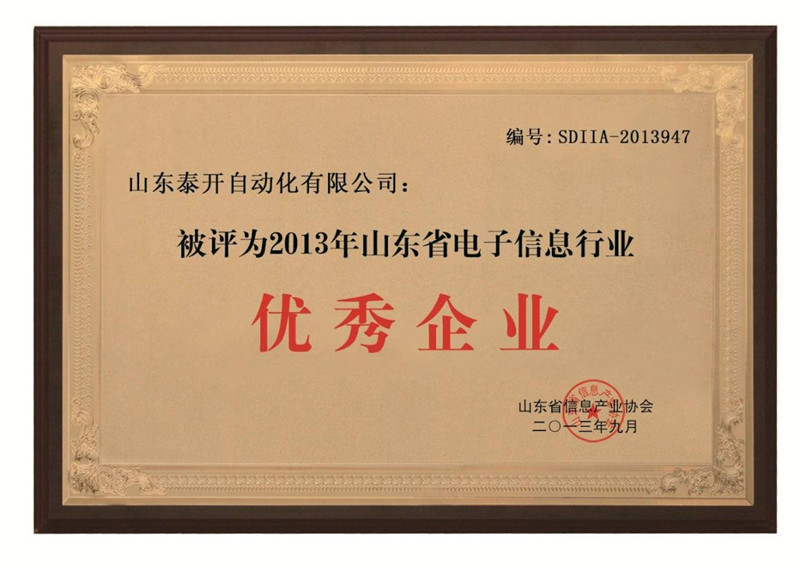 编号:SDIIA-2013947
山东泰开自动化有限公司：
被评为2013年山东省电子信息行业
优秀企业
山东省信息产业协会
二〇一三年九月